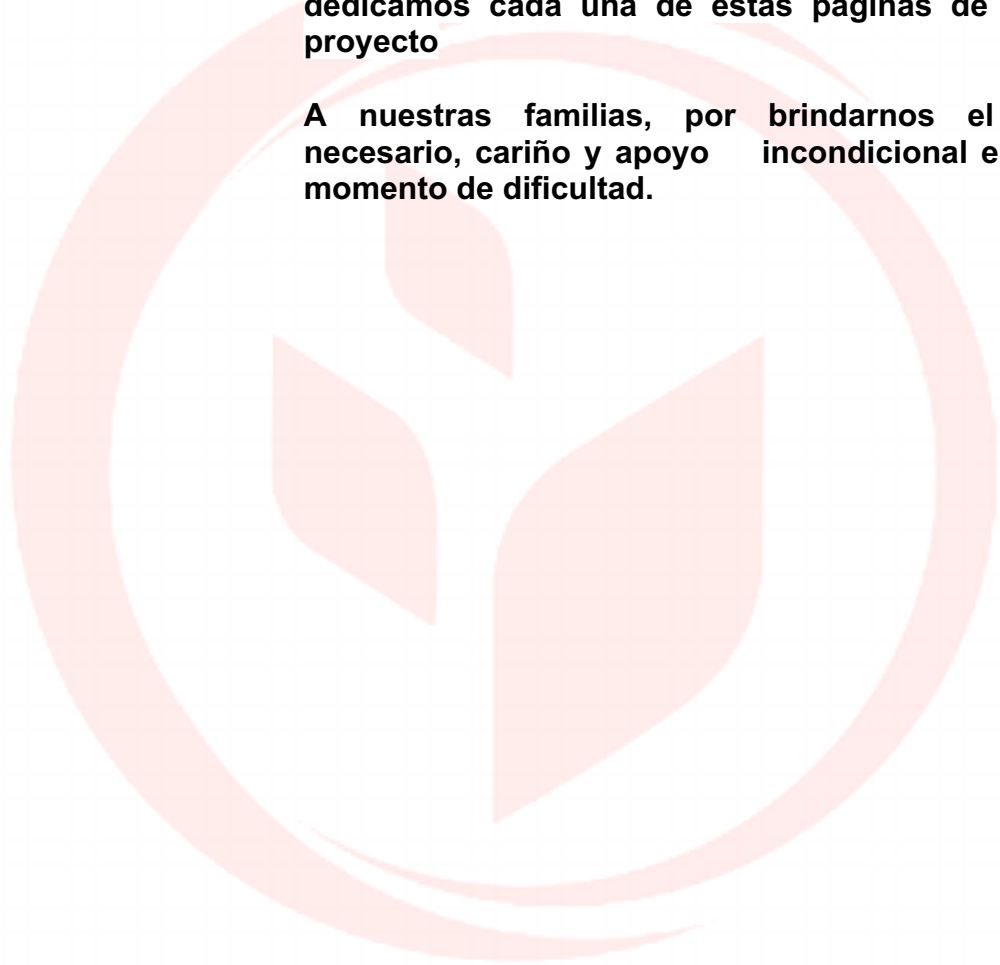 dedicamos cada una de estas páginas de
proyecto
A nuestras familias, por brindarnos el
necesario, cariño y apoyo incondicional e
momento de dificultad.